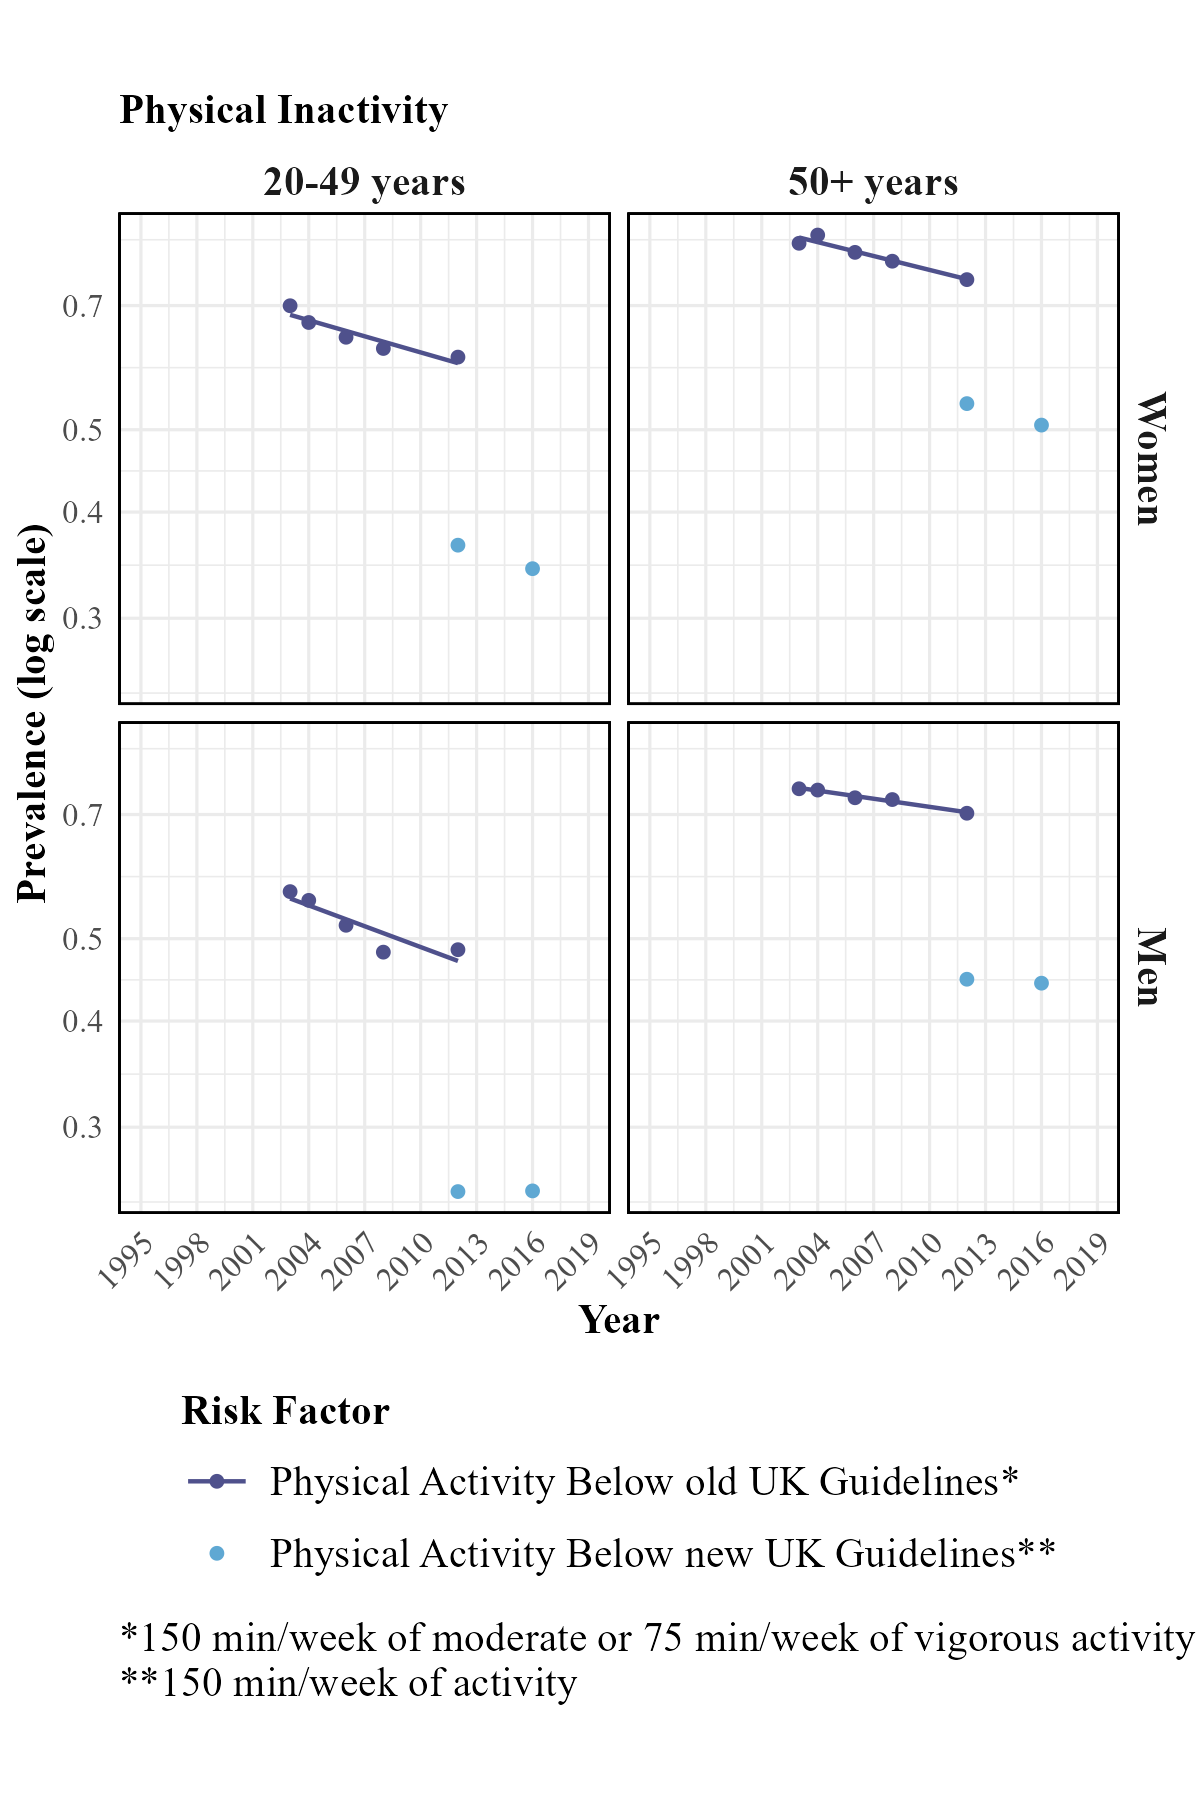 Physical Inactivity
20-49 years
50+ years
0.7
0.5
0.4
0.3
Women
Prevalence (log scale)
0.7
0.5
0.4
0.3
Men
1995
1998
2001
2004
2007
2010
2013
2016
2019
1995
1998
2001
2004
2007
2010
2013
2016
2019
Year
Risk Factor
Physical Activity Below old UK Guidelines*
Physical Activity Below new UK Guidelines**
*150 min/week of moderate or 75 min/week of vigorous activity
**150 min/week of activity